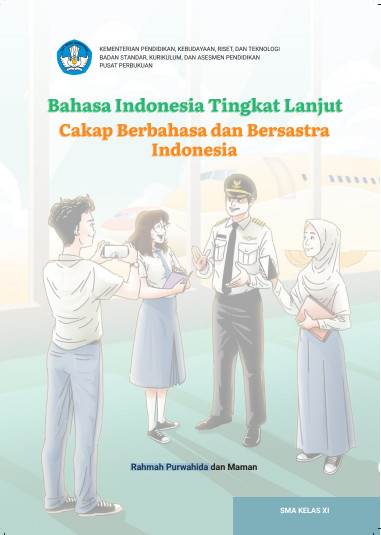 KEMENTERIAN PENDIDIKAN, KEBUDAYAAN, RISET, DAN TEKNOLOGI
BADAN STANDAR, KURIKULUM, DAN ASESMEN PENDIDIKAN
PUSAT PERBUKUAN
Bahasa Indonesia Tingkat Lanjut
Cakap Berbahasa dan Bersastra
Indonesia
Rahmah Purwahida dan Maman
SMA KELAS XI